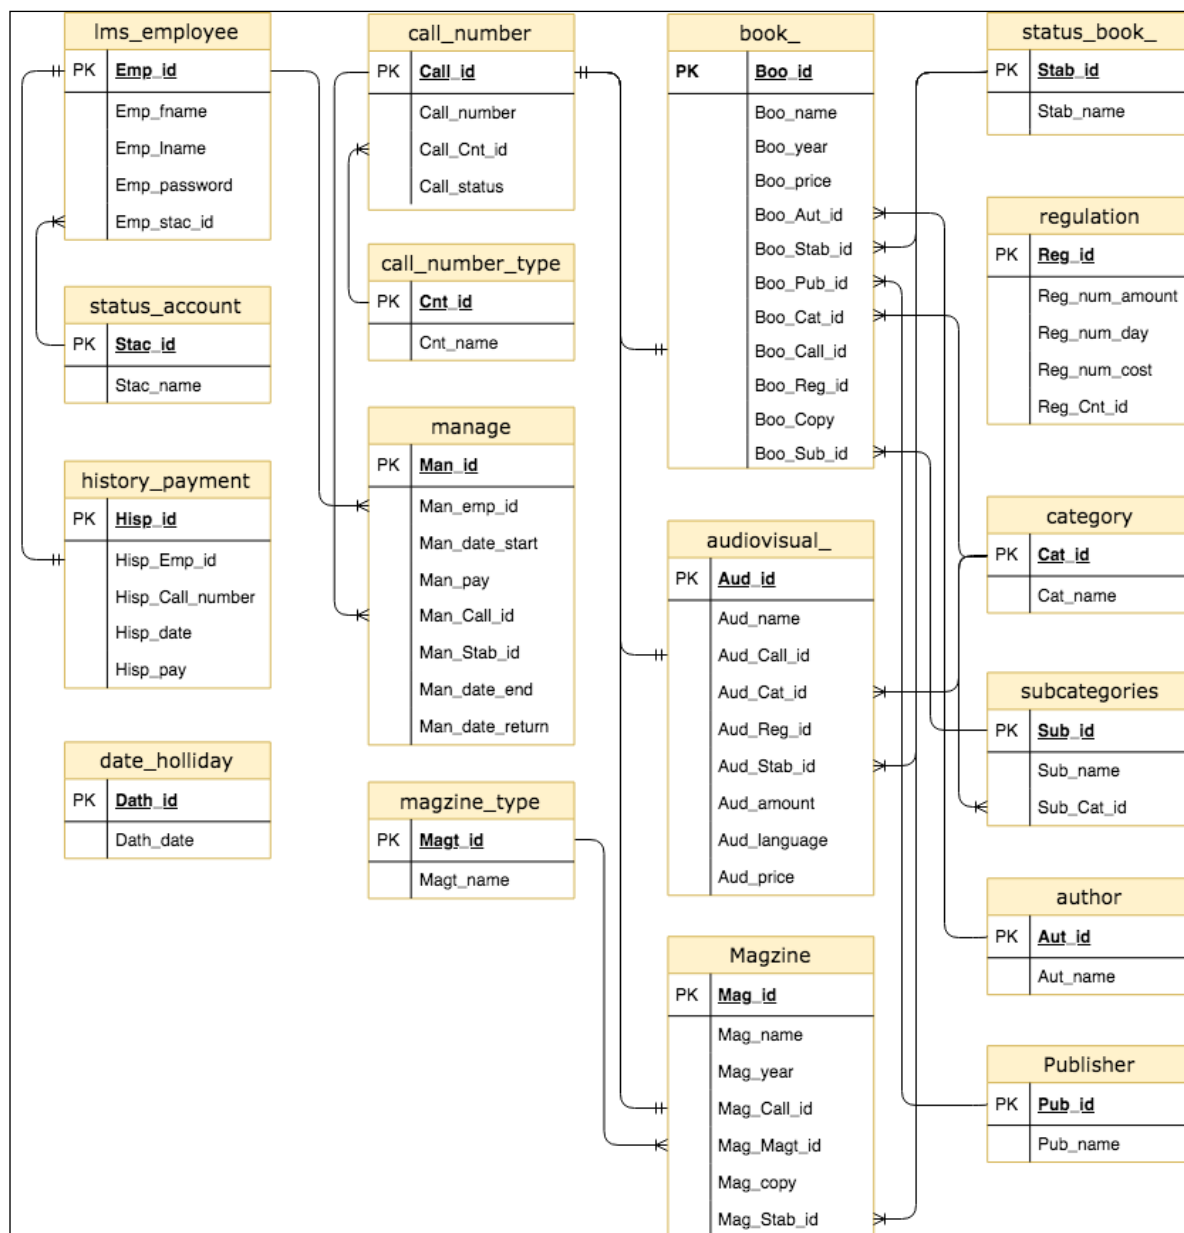 lms_employee
PK Emp_id
Emp_fname
Emp_lname
Emp_password
Emp_stac_id
status_account
PK Stac_id
Stac_name
history_payment
PK Hisp_id
Hisp_Emp_id
Hisp_Call_number
Hisp_date
Hisp_pay
date_holliday
PK Dath_id
Dath_date
call_number
PK Call_id
Call_number
Call_Cnt_id
Call_status
call_number_type
PK Cnt_id
Cnt_name
manage
PK Man_id
Man_emp_id
Man_date_start
Man_pay
Man_Call_id
Man_Stab_id
Man_date_end
Man_date_return
magzine_type
PK Magt_id
Magt_name
book_
PK Boo_id
Boo_name
Boo_year
Boo_price
Boo_Aut_id
Boo_Stab_id
Boo_Pub_id
Boo_Cat_id
Boo_Call_id
Boo_Reg_id
Boo_Copy
Boo_Sub_id
audiovisual_
PK Aud_id
Aud_name
Aud_Call_id
Aud_Cat_id
Aud_Reg_id
Aud_Stab_id
Aud_amount
Aud_language
Aud_price
Magzine
PK Mag_id
Mag_name
Mag_year
Mag_Call_id
Mag_Magt_id
Mag_copy
Mag_Stab_id
status_book_
PK Stab_id
Stab_name
regulation
PK Reg_id
Reg_num_amount
Reg_num_day
Reg_num_cost
Reg_Cnt_id
category
PK Cat_id
Cat_name
subcategories
PK Sub_id
Sub_name
Sub_Cat_id
author
PK Aut_id
Aut_name
Publisher
PK Pub_id
Pub_name